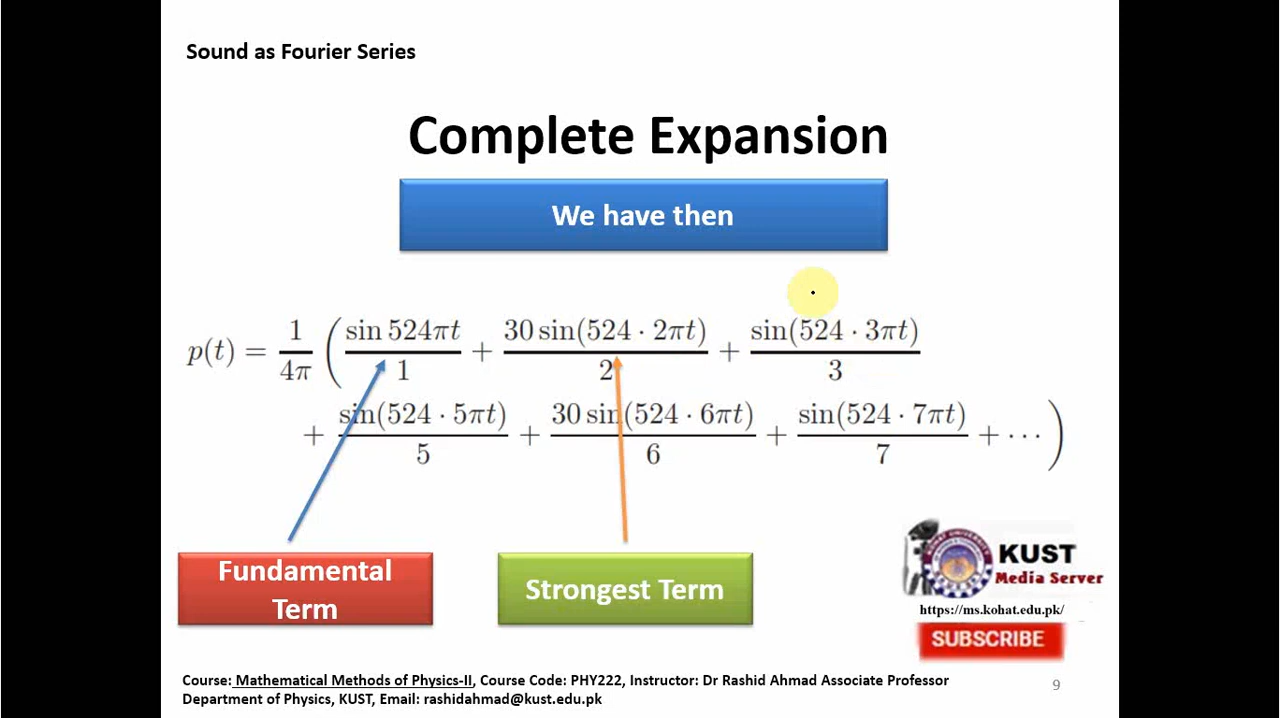 Sound as Fourier Series
Complete Expansion
We have then
p(t) = 1/4π ( sin 524πt/1 + 30 sin(524 · 2πt)/2 + sin(524 · 3πt)/3
+ sin(524 · 5πt)/5 + 30 sin(524 · 6πt)/6 + sin(524 · 7πt)/7 + ··· )
Fundamental
Term
Strongest Term
KUST
Media Server
https://ms.kohat.edu.pk/
SUBSCRIBE
Course: Mathematical Methods of Physics-II, Course Code: PHY222, Instructor: Dr Rashid Ahmad Associate Professor
Department of Physics, KUST, Email: rashidahmad@kust.edu.pk
9